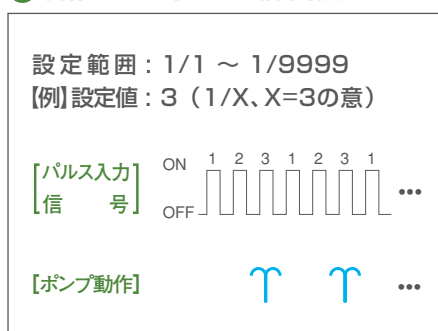 設定範囲：1/1 ～ 1/9999
【例】設定値：3（1/X、X=3の意）
[パルス入力信　　号]
ON 1 2 3 1 2 3 1
OFF
…
[ポンプ動作]
…